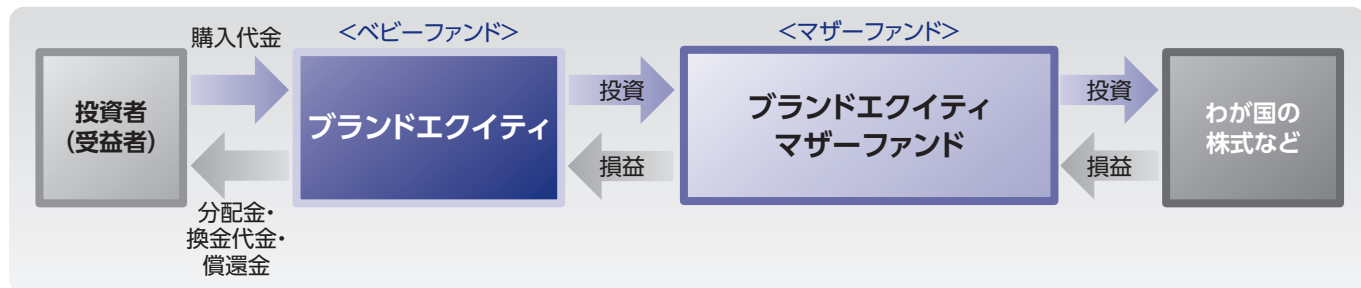 購入代金
<ベビーファンド>
<マザーファンド>
投資者
(受益者)
ブランドエクイティ
投資
損益
ブランドエクイティ
マザーファンド
投資
損益
わが国の
株式など
分配金・
換金代金・
償還金